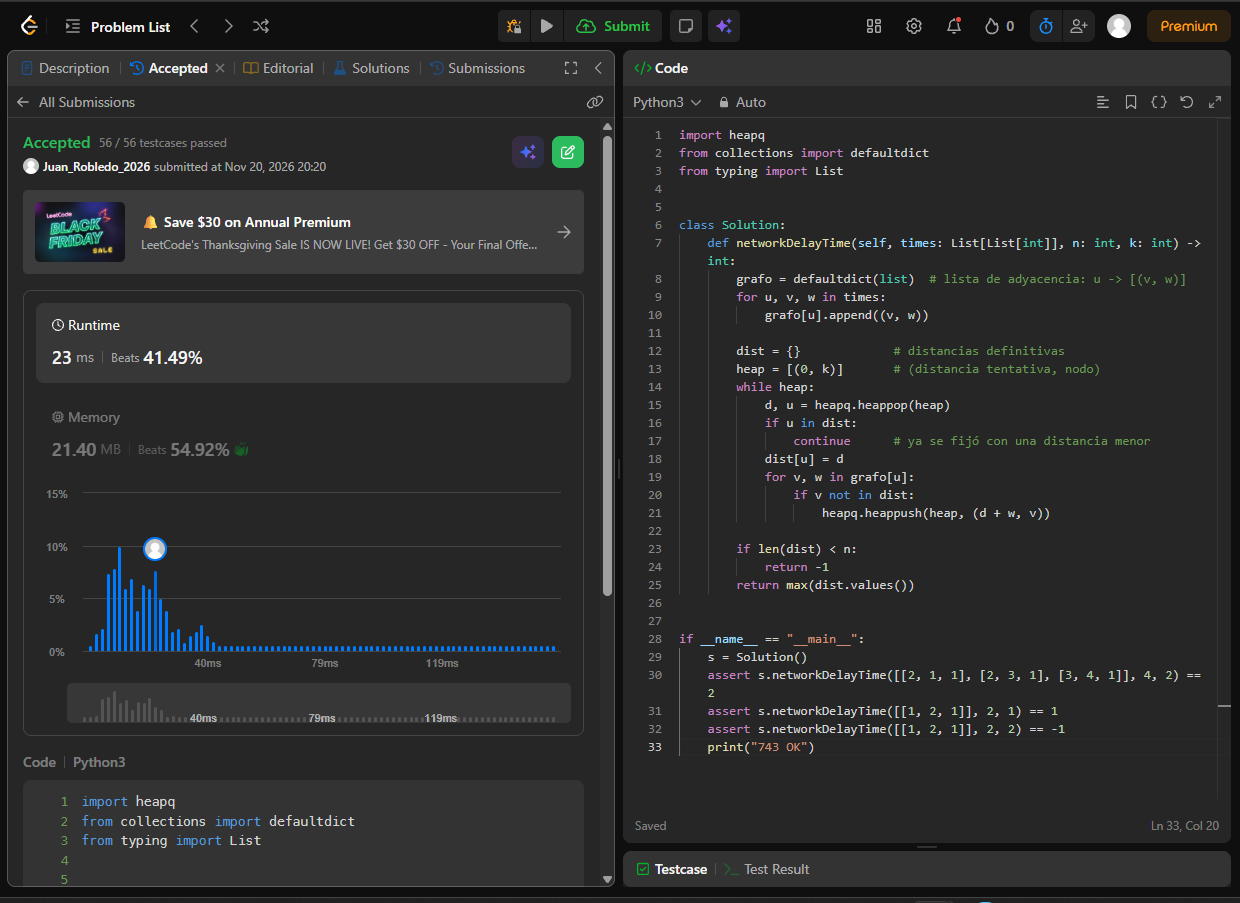 Problem List
Submit
0
Premium
Description
Accepted
Editorial
Solutions
Submissions
All Submissions
Accepted 56 / 56 testcases passed
Juan_Robledo_2026 submitted at Nov 20, 2026 20:20
LeetCode
BLACK
FRIDAY
SALE
Save $30 on Annual Premium
LeetCode's Thanksgiving Sale IS NOW LIVE! Get $30 OFF - Your Final Offe...
Runtime
23 ms | Beats 41.49%
Memory
21.40 MB | Beats 54.92%
15%
10%
5%
0%
40ms 79ms 119ms
40ms 79ms 119ms
Code | Python3
1 import heapq
2 from collections import defaultdict
3 from typing import List
4
5
</> Code
Python3 Auto
1 import heapq
2 from collections import defaultdict
3 from typing import List
4
5
6 class Solution:
7     def networkDelayTime(self, times: List[List[int]], n: int, k: int) ->
    int:
8         grafo = defaultdict(list)  # lista de adyacencia: u -> [(v, w)]
9         for u, v, w in times:
10             grafo[u].append((v, w))
11
12         dist = {}             # distancias definitivas
13         heap = [(0, k)]       # (distancia tentativa, nodo)
14         while heap:
15             d, u = heapq.heappop(heap)
16             if u in dist:
17                 continue      # ya se fijó con una distancia menor
18             dist[u] = d
19             for v, w in grafo[u]:
20                 if v not in dist:
21                     heapq.heappush(heap, (d + w, v))
22
23         if len(dist) < n:
24             return -1
25         return max(dist.values())
26
27
28 if __name__ == "__main__":
29     s = Solution()
30     assert s.networkDelayTime([[2, 1, 1], [2, 3, 1], [3, 4, 1]], 4, 2) ==
    2
31     assert s.networkDelayTime([[1, 2, 1]], 2, 1) == 1
32     assert s.networkDelayTime([[1, 2, 1]], 2, 2) == -1
33     print("743 OK")
Saved
Ln 33, Col 20
Testcase
Test Result